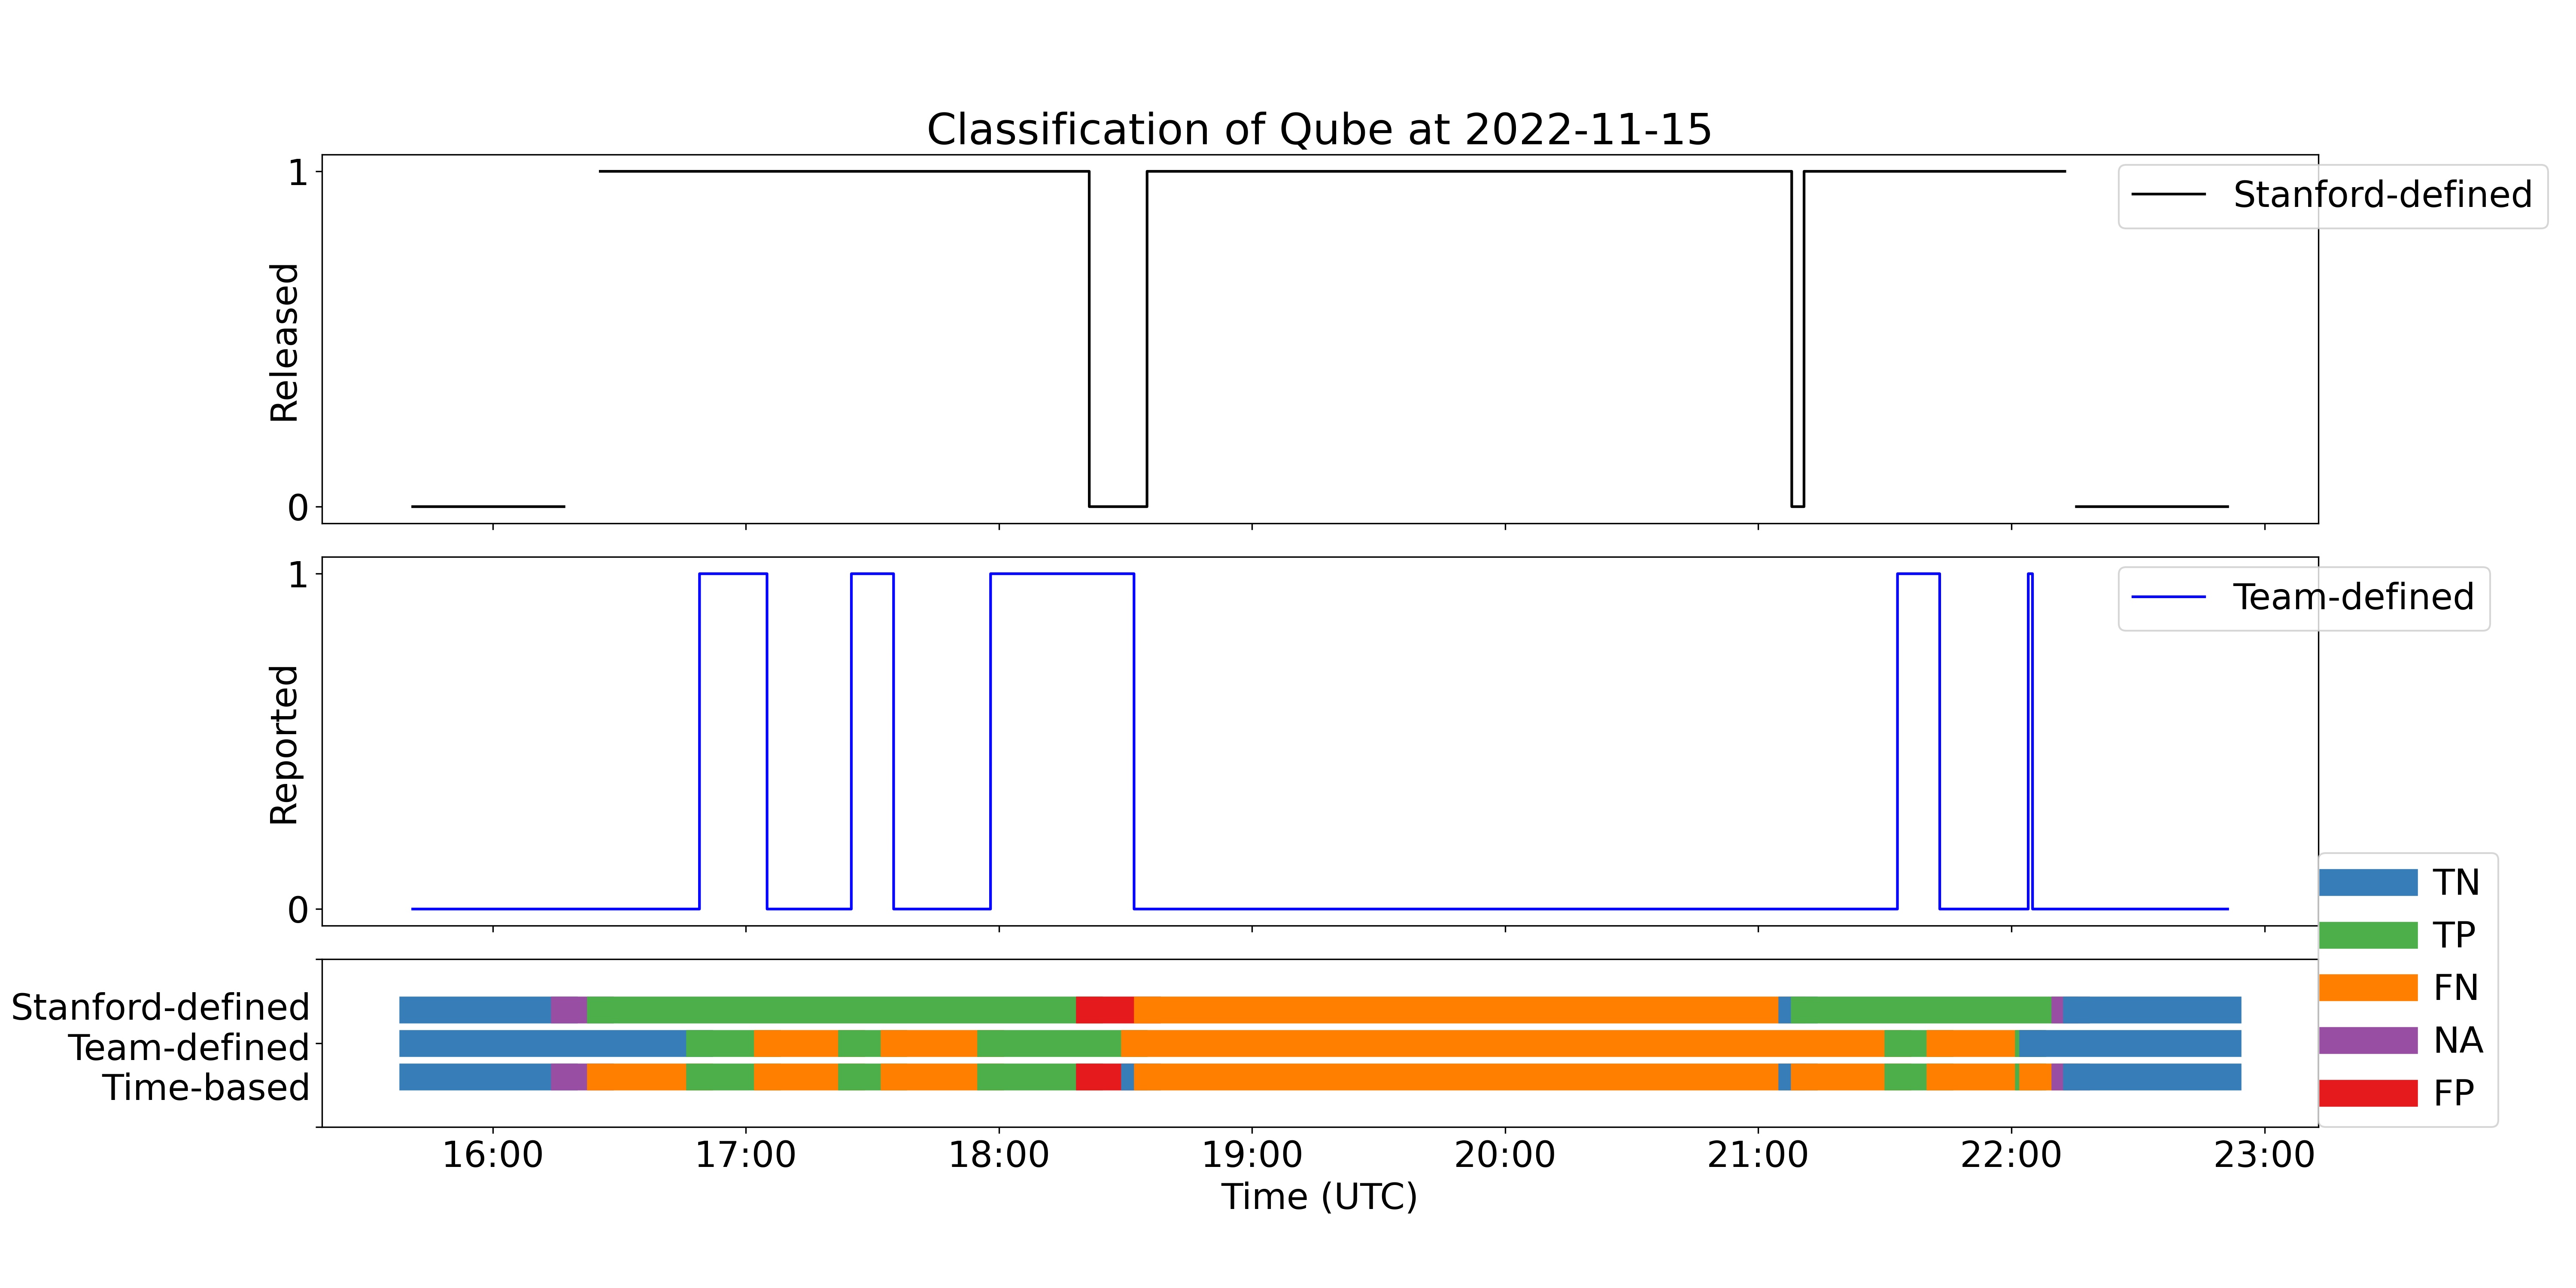 Classification of Qube at 2022-11-15
1
0
Released
Stanford-defined
1
0
Reported
Team-defined
TN
TP
FN
NA
FP
Stanford-defined
Team-defined
Time-based
16:00 17:00 18:00 19:00 20:00 21:00 22:00 23:00
Time (UTC)